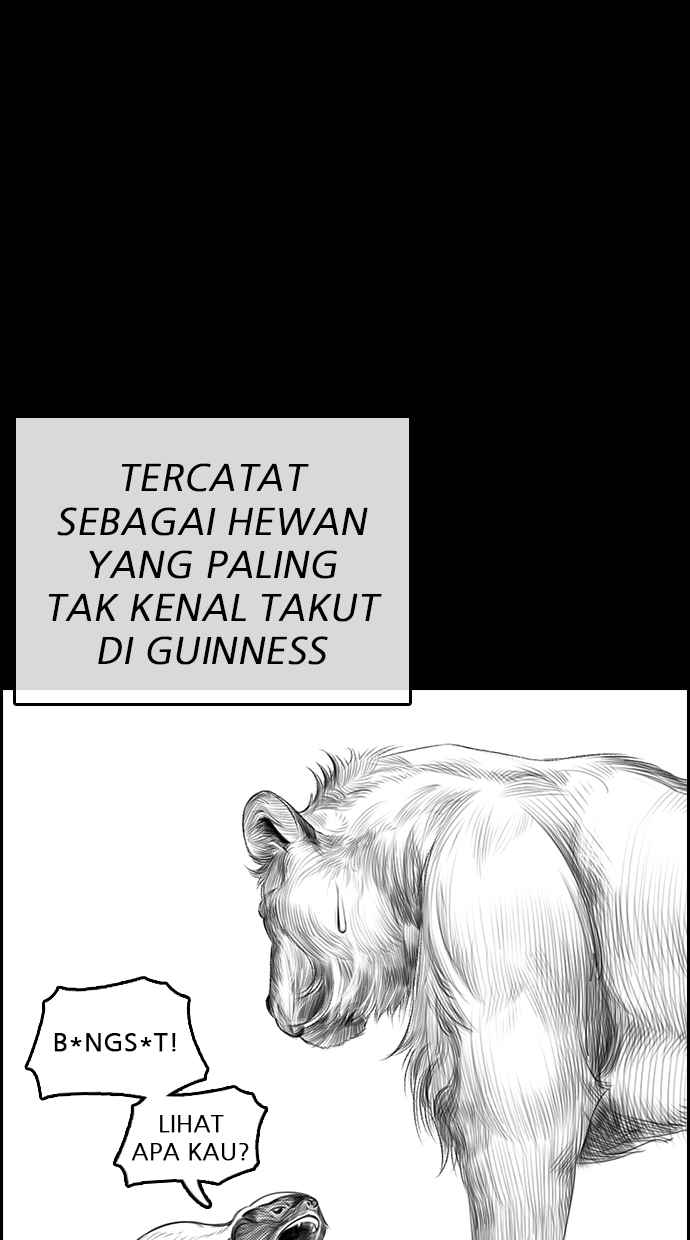 TERCATAT
SEBAGAI HEWAN
YANG PALING
TAK KENAL TAKUT
DI GUINNESS
B*NGS*T!
LIHAT
APA KAU?